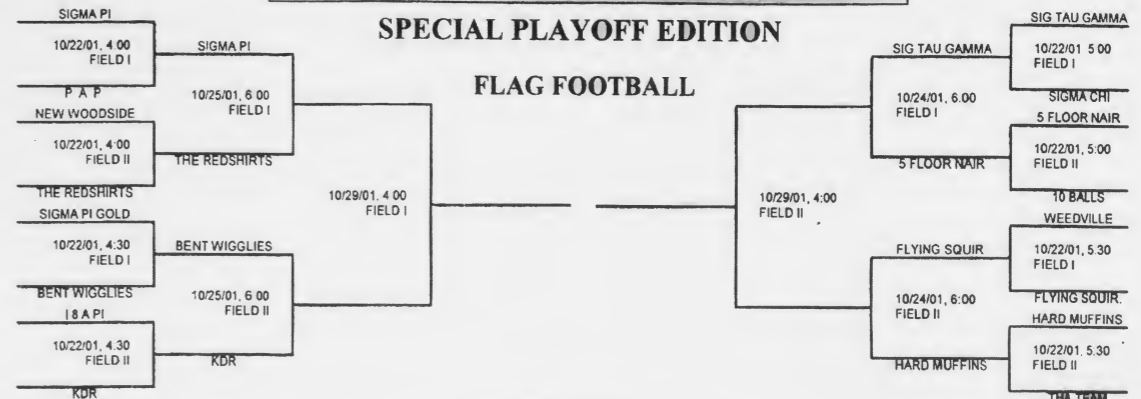 SPECIAL PLAYOFF EDITION
FLAG FOOTBALL
SIGMA PI
10/22/01, 4:00
FIELD I
P A P
NEW WOODSIDE
10/22/01, 4:00
FIELD II
THE REDSHIRTS
SIGMA PI GOLD
10/22/01, 4:30
FIELD I
BENT WIGGLIES
I 8 A PI
10/22/01, 4:30
FIELD II
KDR
SIGMA PI
10/25/01, 6 00
FIELD I
THE REDSHIRTS
BENT WIGGLIES
10/25/01, 6 00
FIELD II
KDR
10/29/01, 4 00
FIELD I
10/29/01, 4:00
FIELD II
SIG TAU GAMMA
10/24/01, 6:00
FIELD I
5 FLOOR NAIR
FLYING SQUIR
10/24/01, 6:00
FIELD II
HARD MUFFINS
SIG TAU GAMMA
10/22/01 5 00
FIELD I
SIGMA CHI
5 FLOOR NAIR
10/22/01, 5:00
FIELD II
10 BALLS
WEEDVILLE
10/22/01, 5:30
FIELD I
FLYING SQUIR.
HARD MUFFINS
10/22/01, 5:30
FIELD II
THA TEAM